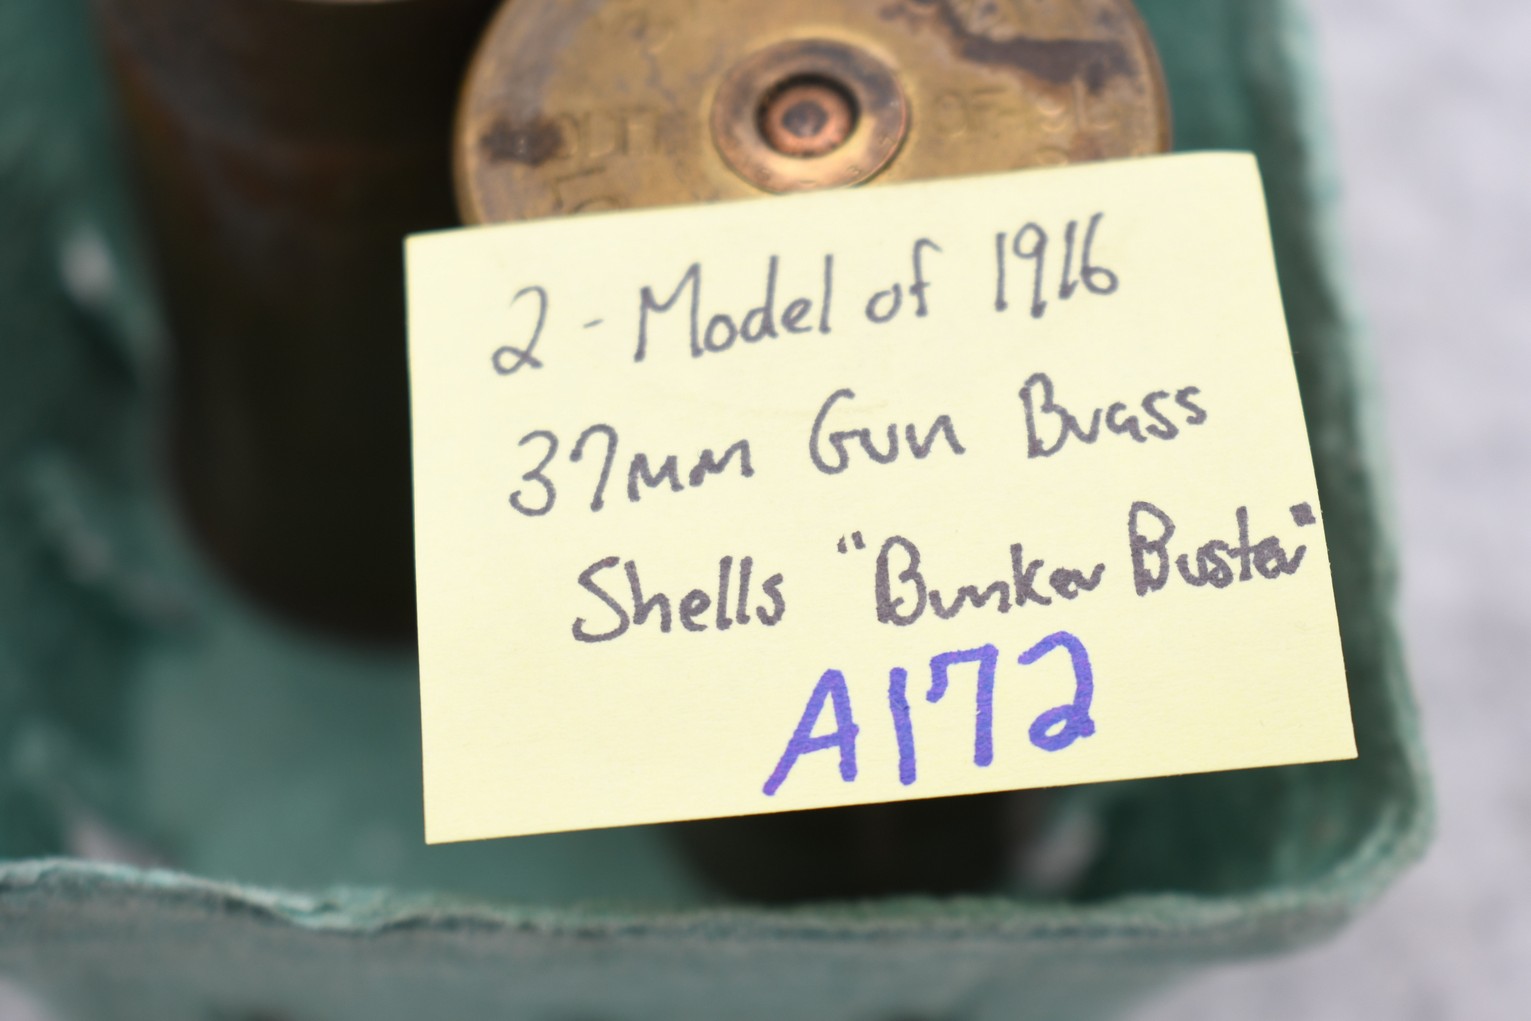 2-Model of 1916
37mm Gun Brass
Shells "Bunker Buster"
A172